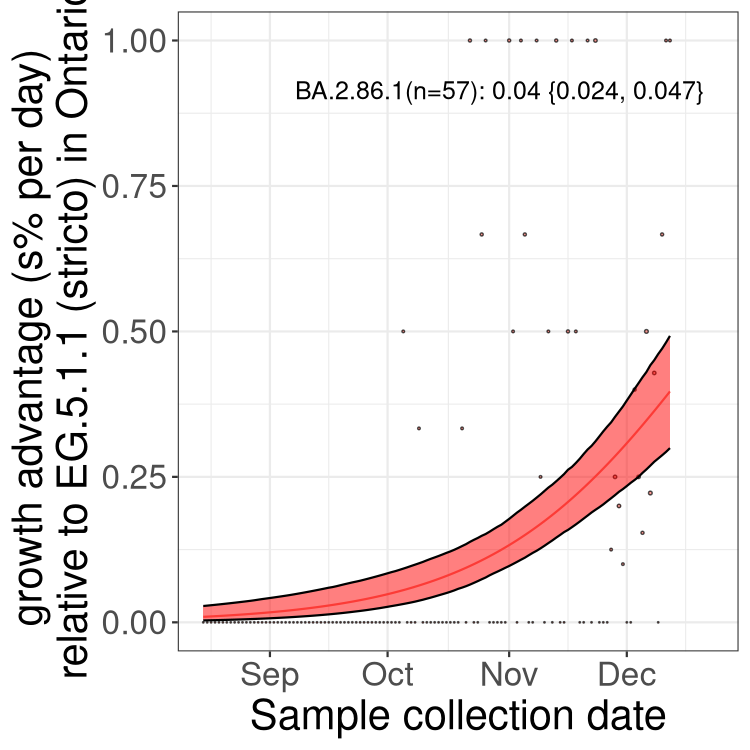 growth advantage (s% per day)
relative to EG.5.1.1 (stricto) in Ontario
1.00
0.75
0.50
0.25
0.00
BA.2.86.1(n=57): 0.04 {0.024, 0.047}
Sep Oct Nov Dec
Sample collection date